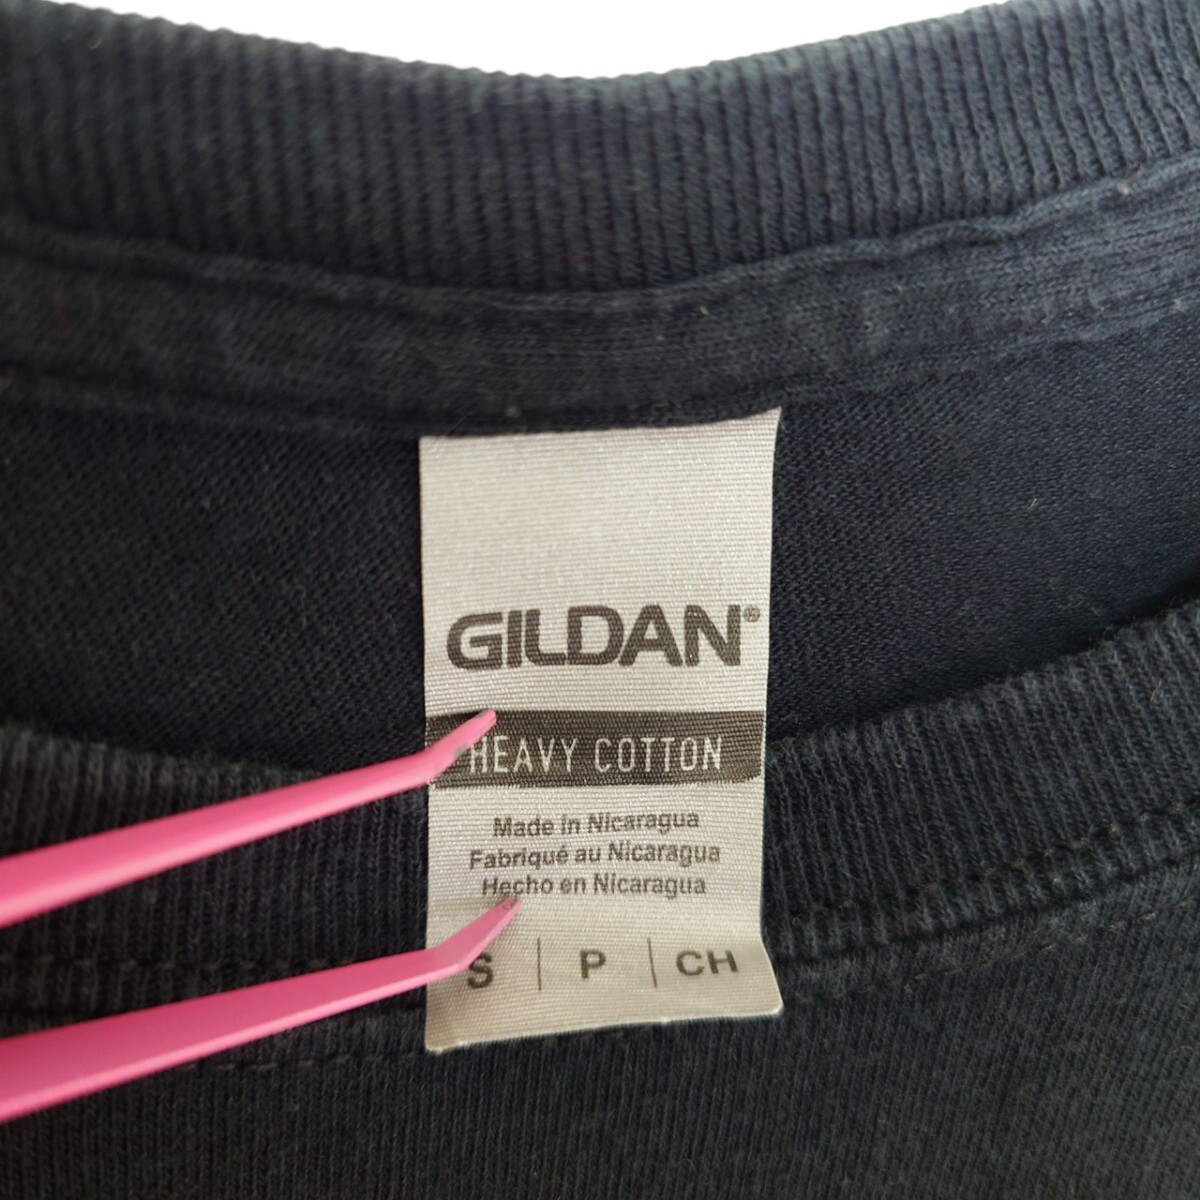 GILDAN®
HEAVY COTTON
Made in Nicaragua
Fabriqué au Nicaragua
Hecho en Nicaragua
S | P | CH